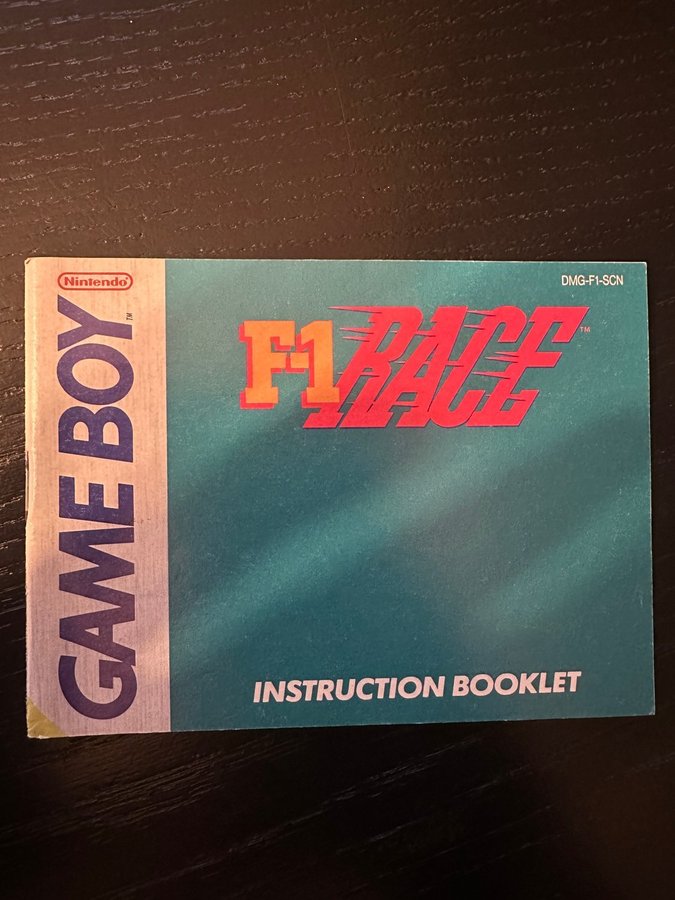 Nintendo
GAME BOY™
DMG-F1-SCN
F-1 RACE™
INSTRUCTION BOOKLET